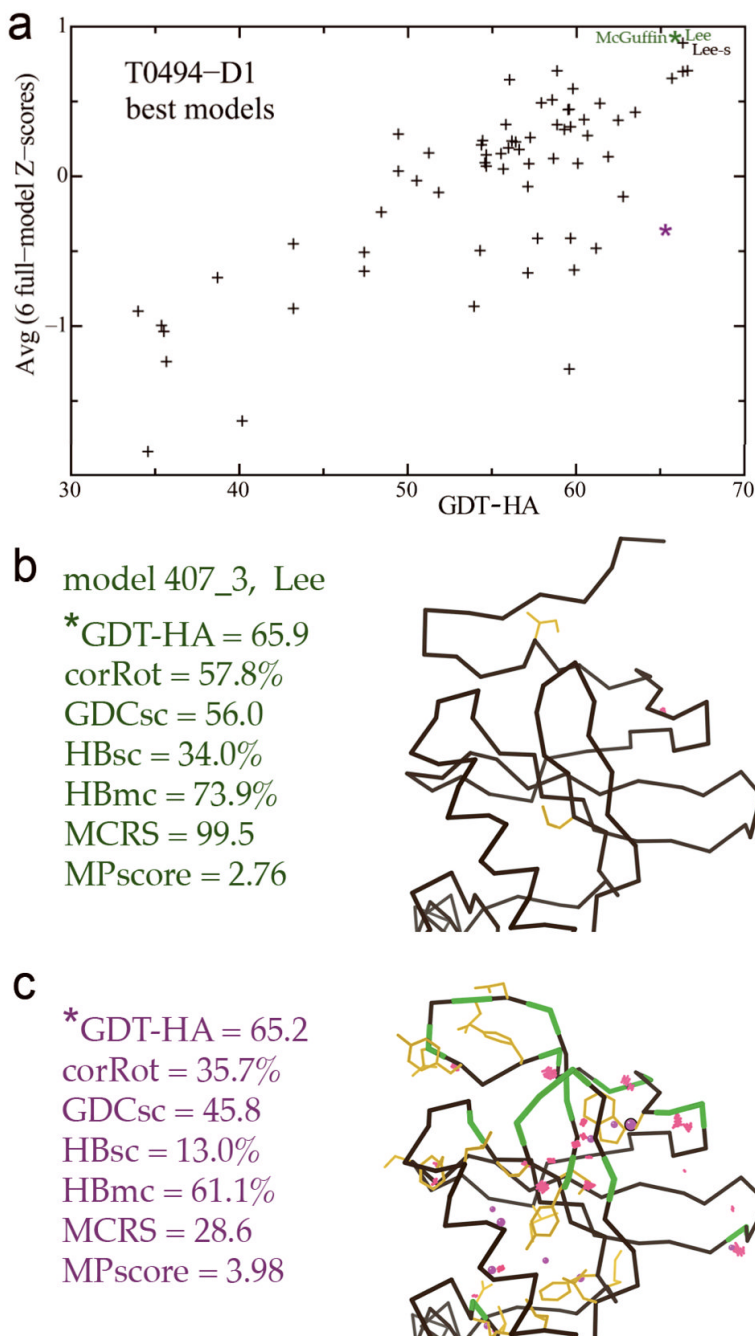 a
1
McGuffin * Lee
Lee-s
T0494-D1
best models
0
Avg (6 full-model Z-scores)
*
-1
30 40 50 60 70
GDT-HA
b
model 407_3, Lee
*GDT-HA = 65.9
corRot = 57.8%
GDCsc = 56.0
HBsc = 34.0%
HBmc = 73.9%
MCRS = 99.5
MPscore = 2.76
c
*GDT-HA = 65.2
corRot = 35.7%
GDCsc = 45.8
HBsc = 13.0%
HBmc = 61.1%
MCRS = 28.6
MPscore = 3.98